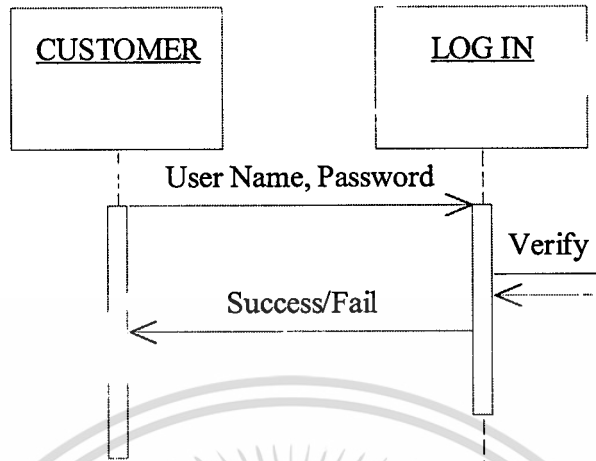 CUSTOMER
LOG IN
User Name, Password
Verify
Success/Fail